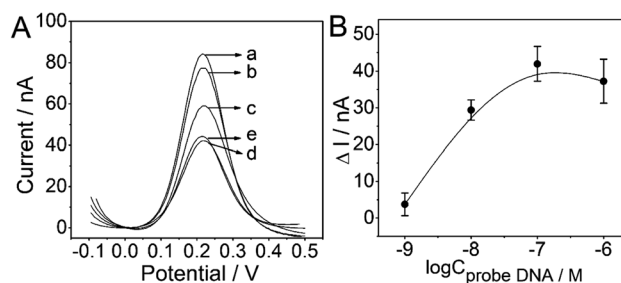 A
Current / nA
100
80
60
40
20
0
a
b
c
e
d
-0.1 0.0 0.1 0.2 0.3 0.4 0.5
Potential / V
B
Δ I / nA
50
40
30
20
10
0
-9 -8 -7 -6
logC probe DNA / M